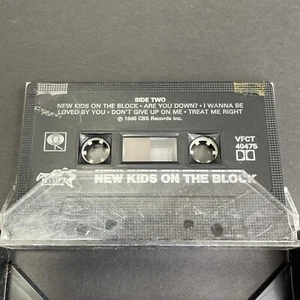 SIDE TWO
NEW KIDS ON THE BLOCK • ARE YOU DOWN? • I WANNA BE
LOVED BY YOU • DON'T GIVE UP ON ME • TREAT ME RIGHT
℗ 1986 CBS Records Inc.
VFCT
40475
NEW KIDS ON THE BLOCK